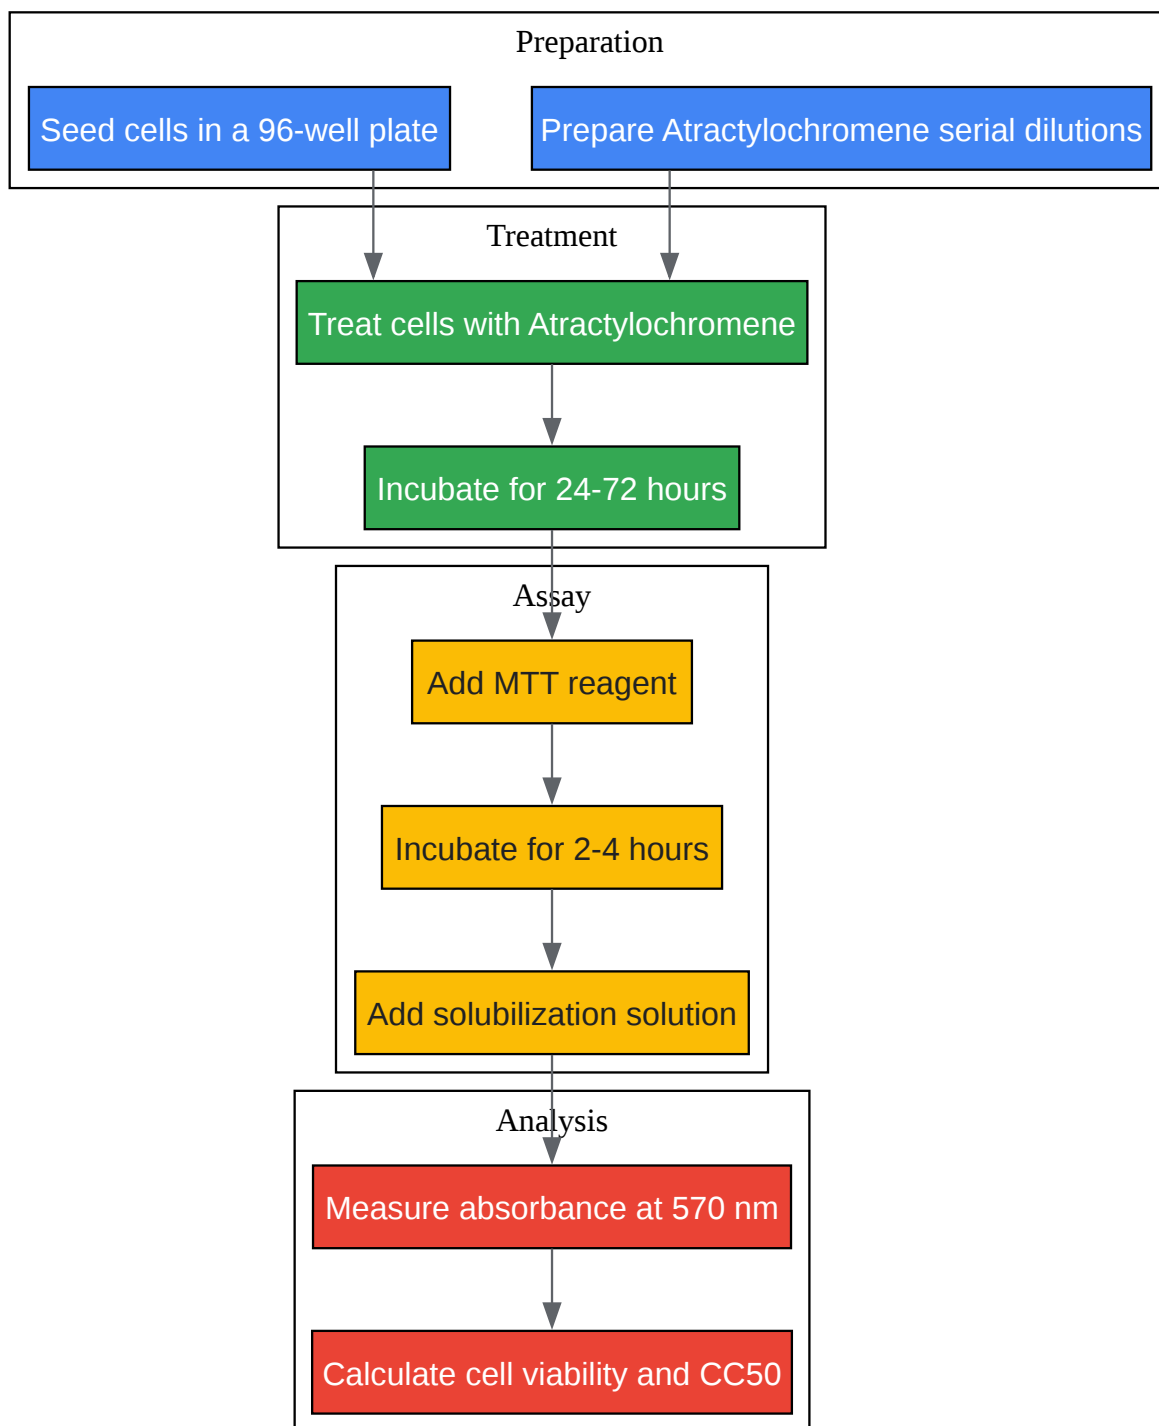 Preparation
Seed cells in a 96-well plate
Prepare Atractylochromene serial dilutions
Treatment
Treat cells with Atractylochromene
Incubate for 24-72 hours
Assay
Add MTT reagent
Incubate for 2-4 hours
Add solubilization solution
Analysis
Measure absorbance at 570 nm
Calculate cell viability and CC50